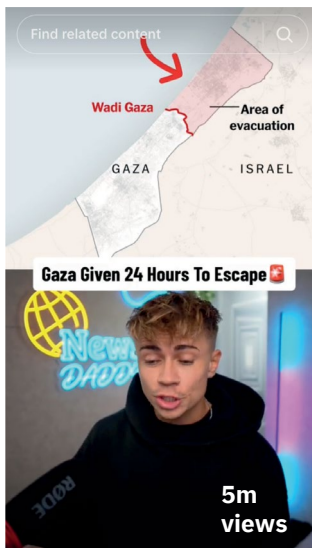 Find related content
Wadi Gaza
Area of
evacuation
GAZA
ISRAEL
Gaza Given 24 Hours To Escape🚨
News
DADDY
RØDE
5m
views